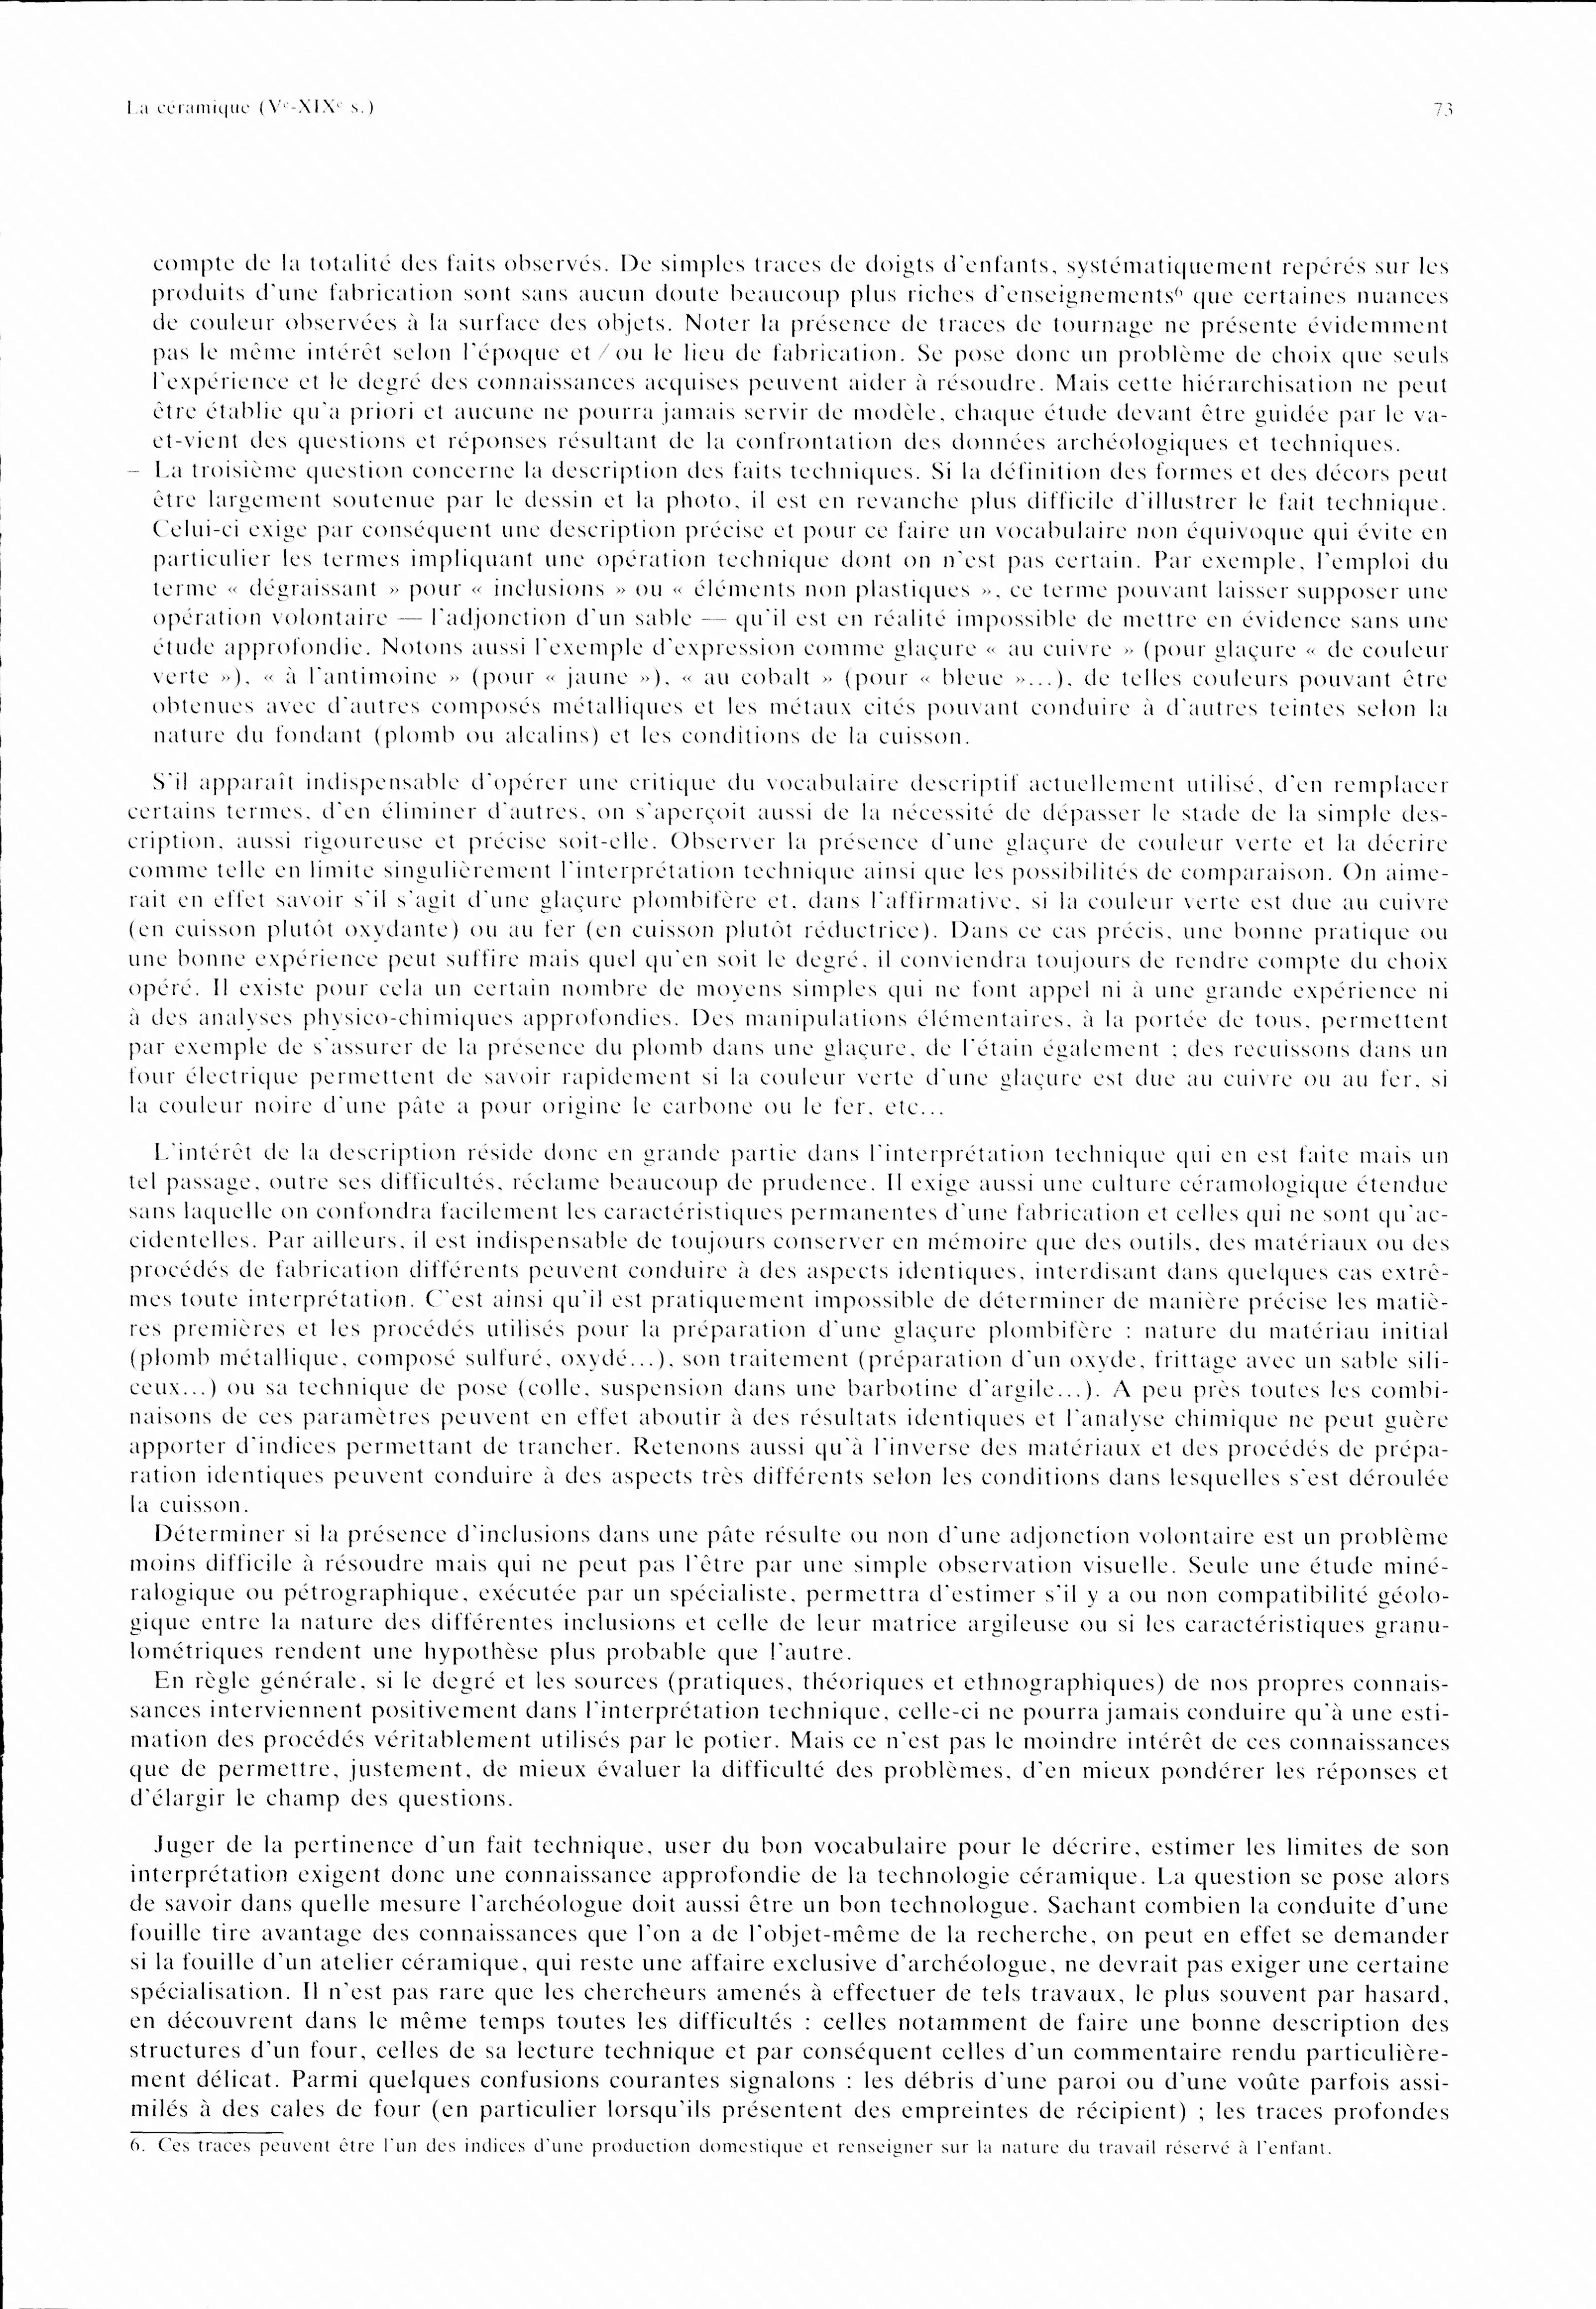 La céramique (Ve-XIXe s.)
73
compte de la totalité des faits observés. De simples traces de doigts d'enfants, systématiquement repérés sur les
produits d'une fabrication sont sans aucun doute beaucoup plus riches d'enseignements6 que certaines nuances
de couleur observées à la surface des objets. Noter la présence de traces de tournage ne présente évidemment
pas le même intérêt selon l'époque et / ou le lieu de fabrication. Se pose donc un problème de choix que seuls
l'expérience et le degré des connaissances acquises peuvent aider à résoudre. Mais cette hiérarchisation ne peut
être établie qu'a priori et aucune ne pourra jamais servir de modèle, chaque étude devant être guidée par le va-
et-vient des questions et réponses résultant de la confrontation des données archéologiques et techniques.
– La troisième question concerne la description des faits techniques. Si la définition des formes et des décors peut
être largement soutenue par le dessin et la photo, il est en revanche plus difficile d'illustrer le fait technique.
Celui-ci exige par conséquent une description précise et pour ce faire un vocabulaire non équivoque qui évite en
particulier les termes impliquant une opération technique dont on n'est pas certain. Par exemple, l'emploi du
terme « dégraissant » pour « inclusions » ou « éléments non plastiques », ce terme pouvant laisser supposer une
opération volontaire — l'adjonction d'un sable — qu'il est en réalité impossible de mettre en évidence sans une
étude approfondie. Notons aussi l'exemple d'expression comme glaçure « au cuivre » (pour glaçure « de couleur
verte »), « à l'antimoine » (pour « jaune »), « au cobalt » (pour « bleue »...), de telles couleurs pouvant être
obtenues avec d'autres composés métalliques et les métaux cités pouvant conduire à d'autres teintes selon la
nature du fondant (plomb ou alcalins) et les conditions de la cuisson.
S'il apparaît indispensable d'opérer une critique du vocabulaire descriptif actuellement utilisé, d'en remplacer
certains termes, d'en éliminer d'autres, on s'aperçoit aussi de la nécessité de dépasser le stade de la simple des-
cription, aussi rigoureuse et précise soit-elle. Observer la présence d'une glaçure de couleur verte et la décrire
comme telle en limite singulièrement l'interprétation technique ainsi que les possibilités de comparaison. On aime-
rait en effet savoir s'il s'agit d'une glaçure plombifère et, dans l'affirmative, si la couleur verte est due au cuivre
(en cuisson plutôt oxydante) ou au fer (en cuisson plutôt réductrice). Dans ce cas précis, une bonne pratique ou
une bonne expérience peut suffire mais quel qu'en soit le degré, il conviendra toujours de rendre compte du choix
opéré. Il existe pour cela un certain nombre de moyens simples qui ne font appel ni à une grande expérience ni
à des analyses physico-chimiques approfondies. Des manipulations élémentaires, à la portée de tous, permettent
par exemple de s'assurer de la présence du plomb dans une glaçure, de l'étain également ; des recuissons dans un
four électrique permettent de savoir rapidement si la couleur verte d'une glaçure est due au cuivre ou au fer, si
la couleur noire d'une pâte a pour origine le carbone ou le fer, etc...
L'intérêt de la description réside donc en grande partie dans l'interprétation technique qui en est faite mais un
tel passage, outre ses difficultés, réclame beaucoup de prudence. Il exige aussi une culture céramologique étendue
sans laquelle on confondra facilement les caractéristiques permanentes d'une fabrication et celles qui ne sont qu'ac-
cidentelles. Par ailleurs, il est indispensable de toujours conserver en mémoire que des outils, des matériaux ou des
procédés de fabrication différents peuvent conduire à des aspects identiques, interdisant dans quelques cas extrê-
mes toute interprétation. C'est ainsi qu'il est pratiquement impossible de déterminer de manière précise les matiè-
res premières et les procédés utilisés pour la préparation d'une glaçure plombifère : nature du matériau initial
(plomb métallique, composé sulfuré, oxydé...), son traitement (préparation d'un oxyde, frittage avec un sable sili-
ceux...) ou sa technique de pose (colle, suspension dans une barbotine d'argile...). A peu près toutes les combi-
naisons de ces paramètres peuvent en effet aboutir à des résultats identiques et l'analyse chimique ne peut guère
apporter d'indices permettant de trancher. Retenons aussi qu'à l'inverse des matériaux et des procédés de prépa-
ration identiques peuvent conduire à des aspects très différents selon les conditions dans lesquelles s'est déroulée
la cuisson.
Déterminer si la présence d'inclusions dans une pâte résulte ou non d'une adjonction volontaire est un problème
moins difficile à résoudre mais qui ne peut pas l'être par une simple observation visuelle. Seule une étude miné-
ralogique ou pétrographique, exécutée par un spécialiste, permettra d'estimer s'il y a ou non compatibilité géolo-
gique entre la nature des différentes inclusions et celle de leur matrice argileuse ou si les caractéristiques granu-
lométriques rendent une hypothèse plus probable que l'autre.
En règle générale, si le degré et les sources (pratiques, théoriques et ethnographiques) de nos propres connais-
sances interviennent positivement dans l'interprétation technique, celle-ci ne pourra jamais conduire qu'à une esti-
mation des procédés véritablement utilisés par le potier. Mais ce n'est pas le moindre intérêt de ces connaissances
que de permettre, justement, de mieux évaluer la difficulté des problèmes, d'en mieux pondérer les réponses et
d'élargir le champ des questions.
Juger de la pertinence d'un fait technique, user du bon vocabulaire pour le décrire, estimer les limites de son
interprétation exigent donc une connaissance approfondie de la technologie céramique. La question se pose alors
de savoir dans quelle mesure l'archéologue doit aussi être un bon technologue. Sachant combien la conduite d'une
fouille tire avantage des connaissances que l'on a de l'objet-même de la recherche, on peut en effet se demander
si la fouille d'un atelier céramique, qui reste une affaire exclusive d'archéologue, ne devrait pas exiger une certaine
spécialisation. Il n'est pas rare que les chercheurs amenés à effectuer de tels travaux, le plus souvent par hasard,
en découvrent dans le même temps toutes les difficultés : celles notamment de faire une bonne description des
structures d'un four, celles de sa lecture technique et par conséquent celles d'un commentaire rendu particulière-
ment délicat. Parmi quelques confusions courantes signalons : les débris d'une paroi ou d'une voûte parfois assi-
milés à des cales de four (en particulier lorsqu'ils présentent des empreintes de récipient) ; les traces profondes
6. Ces traces peuvent être l'un des indices d'une production domestique et renseigner sur la nature du travail réservé à l'enfant.